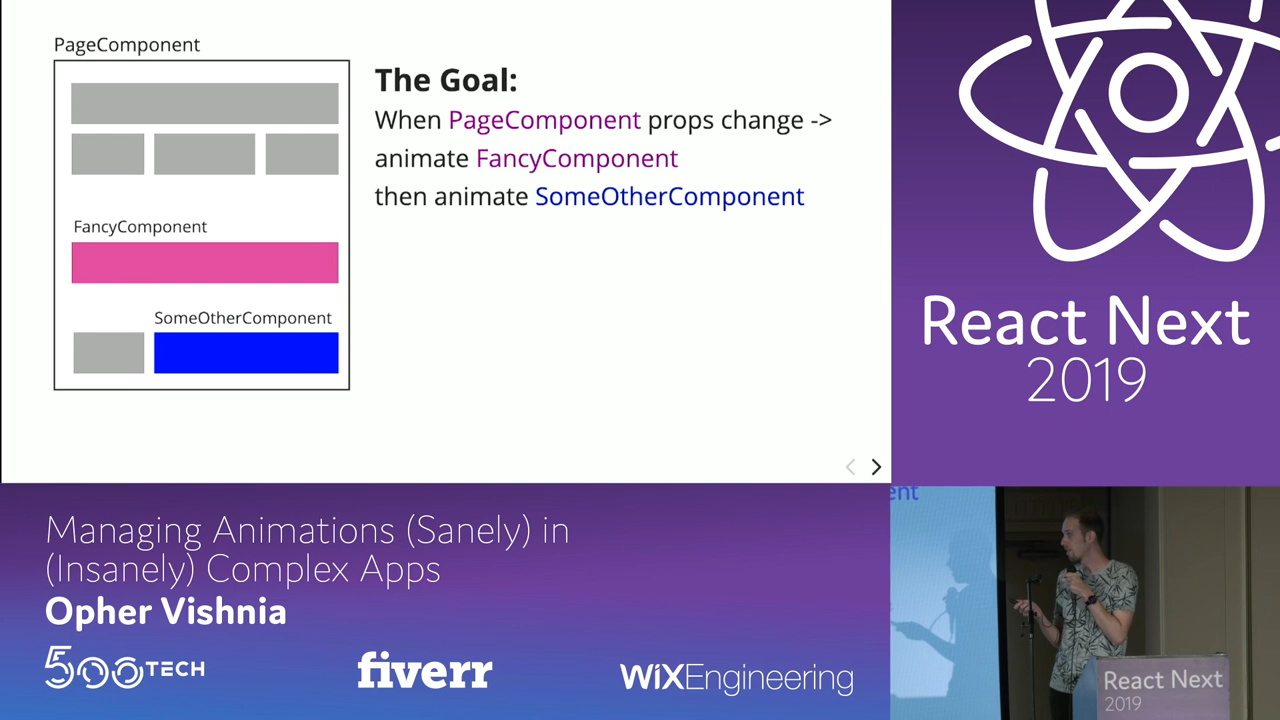 PageComponent
The Goal:
When PageComponent props change ->
animate FancyComponent
then animate SomeOtherComponent
FancyComponent
SomeOtherComponent
React Next
2019
Managing Animations (Sanely) in
(Insanely) Complex Apps
Opher Vishnia
500TECH
fiverr
WiXEngineering
ent
React Next
2019